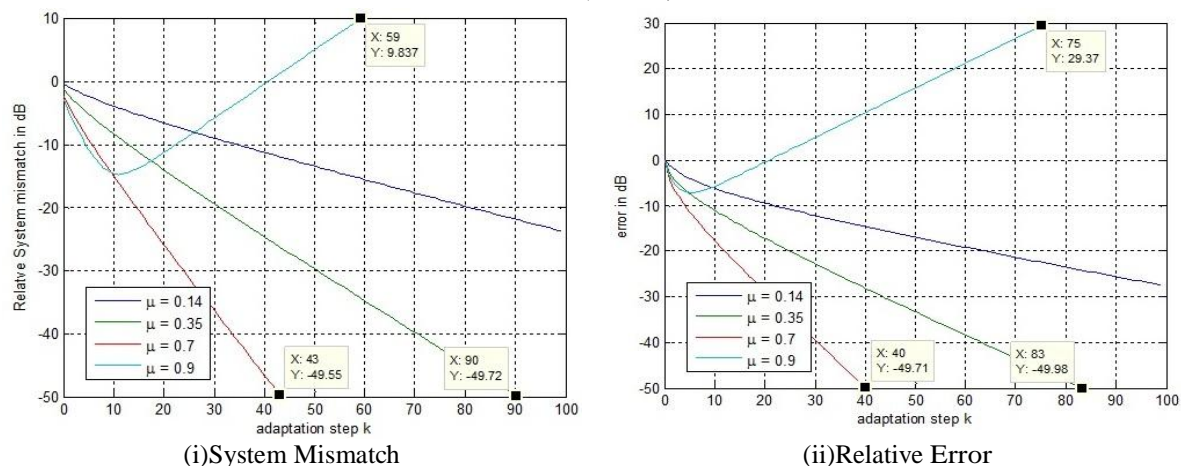 10
0
-10
-20
-30
-40
-50
0 10 20 30 40 50 60 70 80 90 100
Relatve System mismatch in dB
adaptation step k
μ = 0.14
μ = 0.35
μ = 0.7
μ = 0.9
X: 59
Y: 9.837
X: 43
Y: -49.55
X: 90
Y: -49.72
(i)System Mismatch
30
20
10
0
-10
-20
-30
-40
-50
0 10 20 30 40 50 60 70 80 90 100
error in dB
adaptation step k
μ = 0.14
μ = 0.35
μ = 0.7
μ = 0.9
X: 75
Y: 29.37
X: 40
Y: -49.71
X: 83
Y: -49.98
(ii)Relative Error